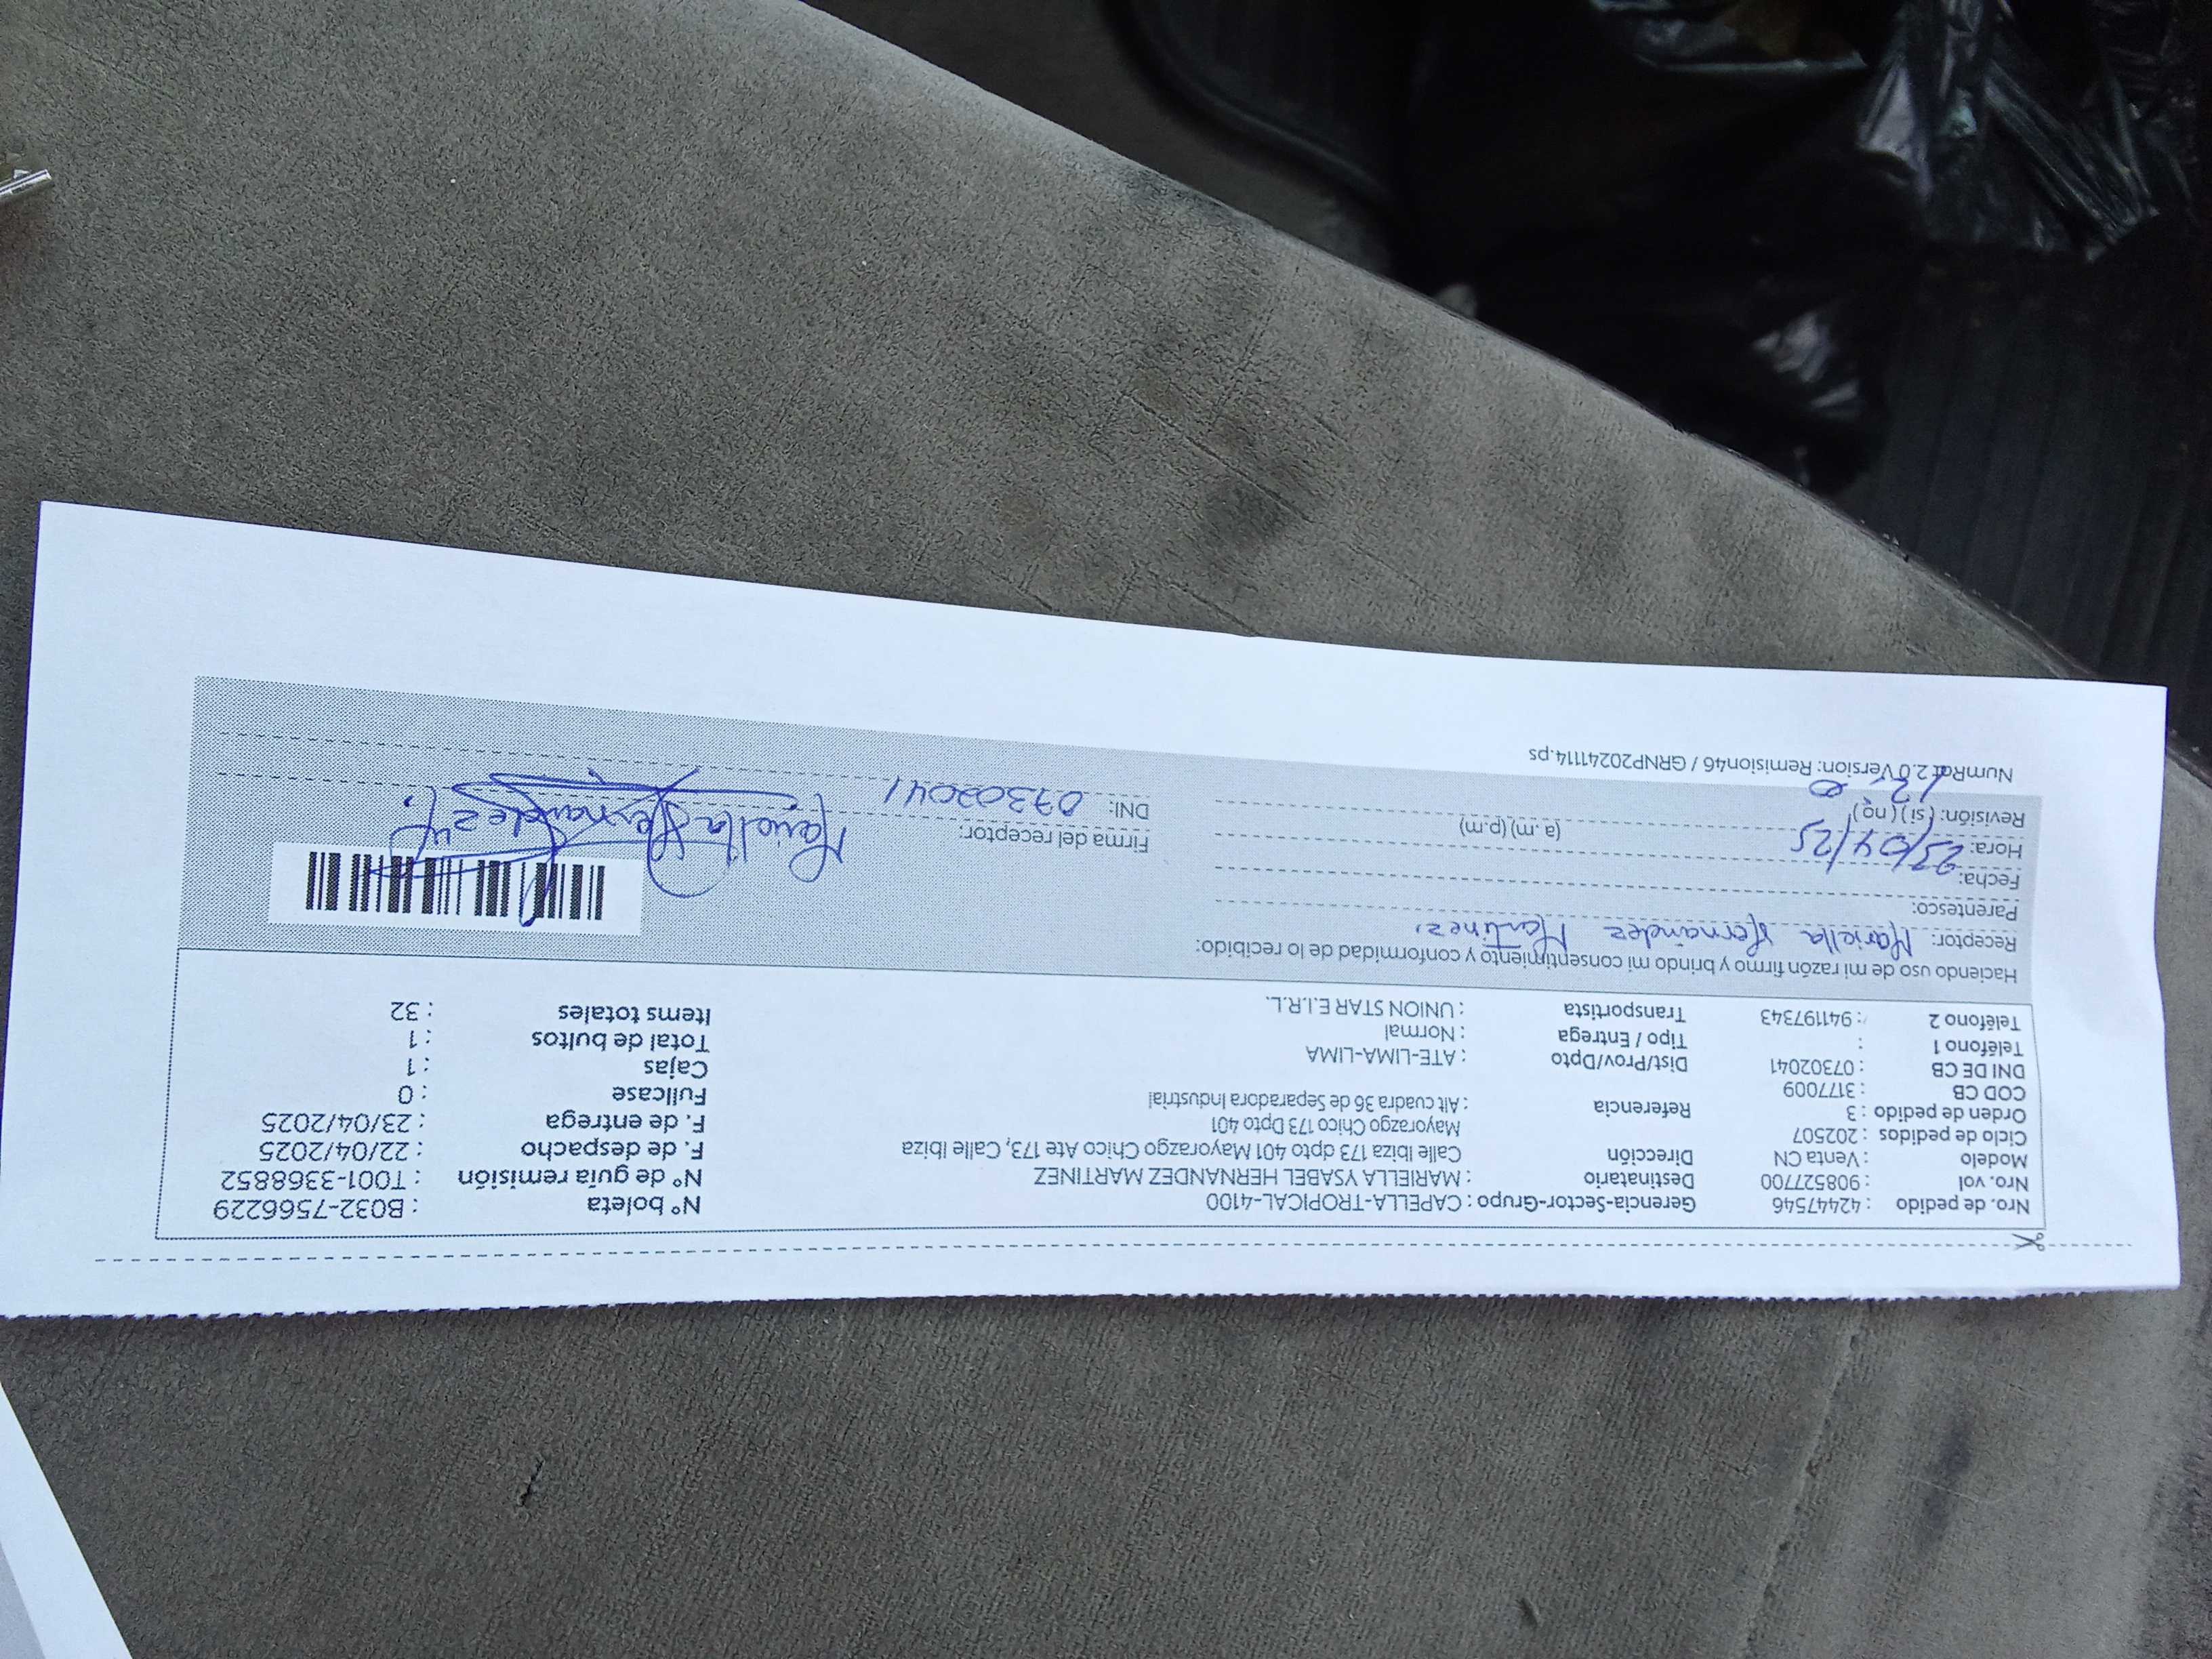 Nro. de pedido : 42447546 Gerencia-Sector-Grupo : CAPELLA-TROPICAL-4100 N° boleta : B032-7566229
Nro. vol : 908527700 Destinatario : MARIELLA YSABEL HERNANDEZ MARTINEZ N° de guía remisión : T001-3368852
Modelo : Venta CN Dirección Calle Ibiza 173 dpto 401 Mayorazgo Chico Ate 173, Calle Ibiza F. de despacho : 22/04/2025
Ciclo de pedidos : 202507 Mayorazgo Chico 173 Dpto 401 F. de entrega : 23/04/2025
Orden de pedido : 3 Referencia : Alt cuadra 36 de Separadora Industrial Fullcase : 0
COD CB : 3177009 Cajas : 1
DNI DE CB : 07302041 Dist/Prov/Dpto : ATE-LIMA-LIMA Total de bultos : 1
Teléfono 1 : Tipo / Entrega : Normal Items totales : 32
Teléfono 2 : 941197343 Transportista : UNION STAR E.I.R.L.
Haciendo uso de mi razón firmo y brindo mi consentimiento y conformidad de lo recibido:
Receptor: Mariella Hernández Martinez.
Parentesco:
Fecha: 23/04/25 Firma del receptor: Mariella Hernandez
Hora: (a. m) (p.m) DNI: 07302041
Revisión: (si) (no)
NumRot 2.0 Version: Remision46 / GRNP20241114.ps